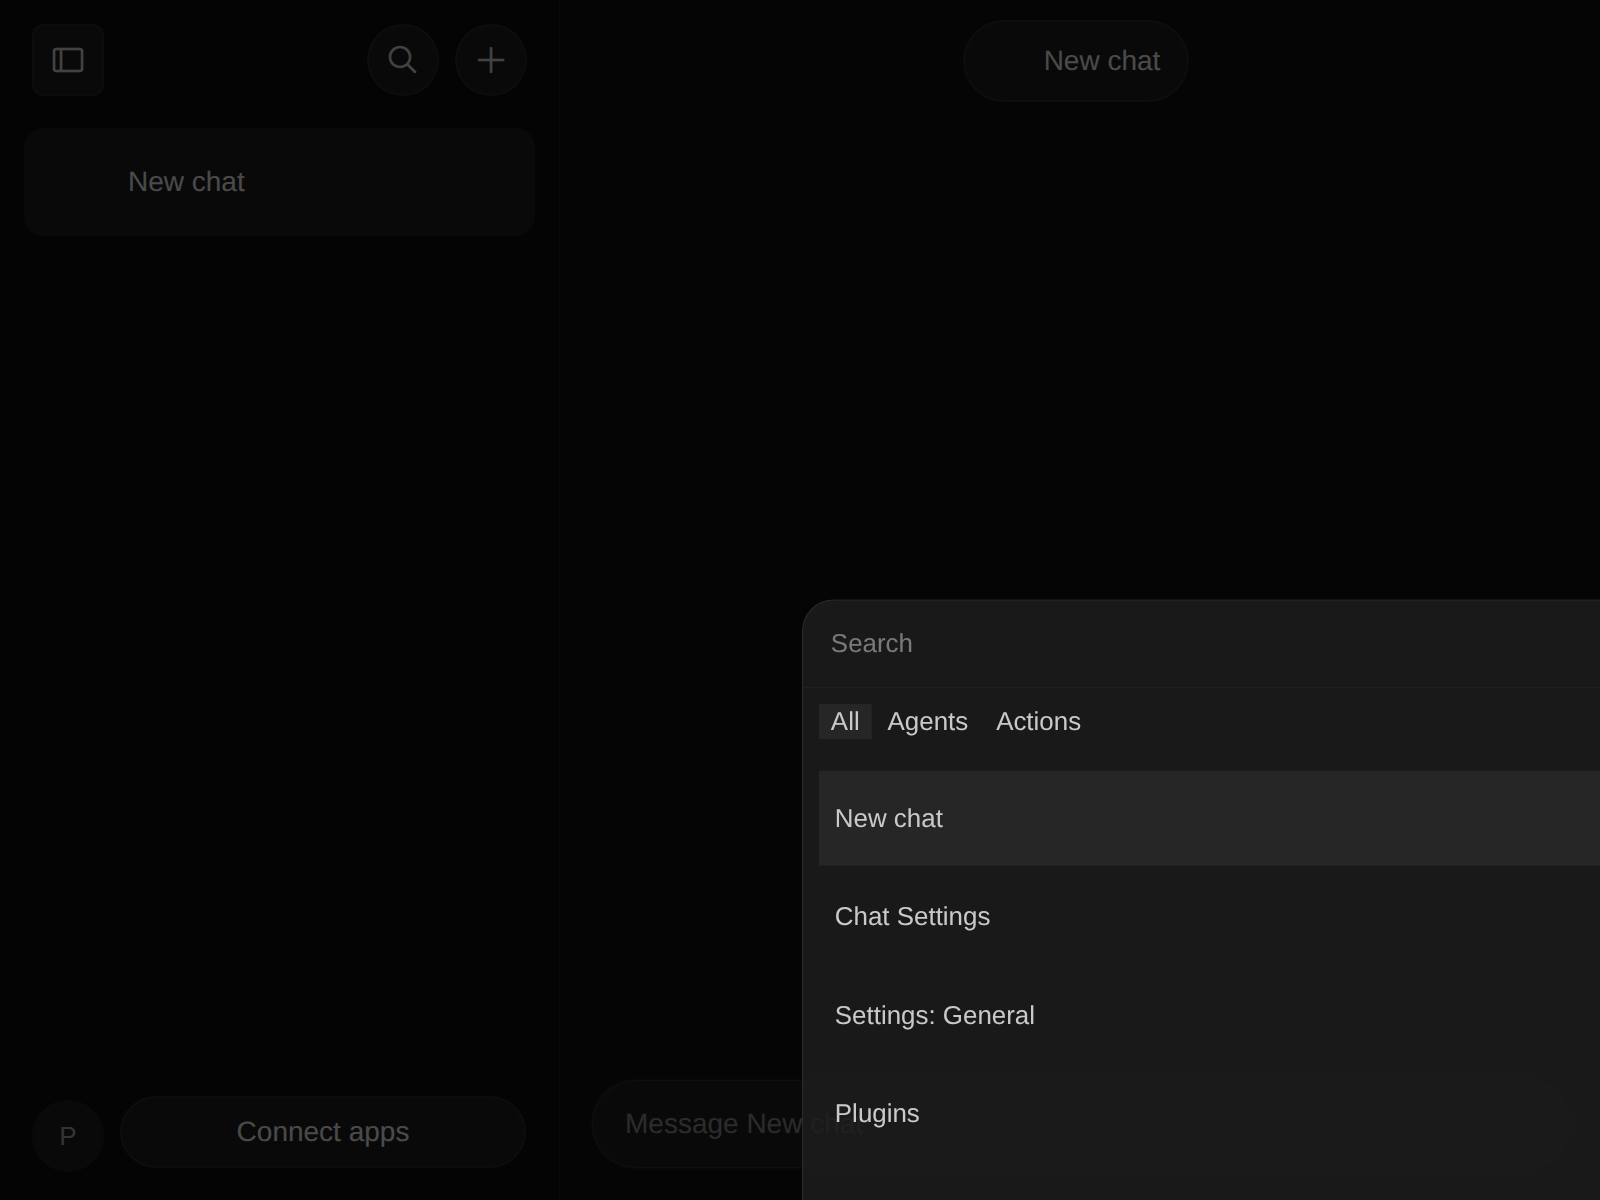 New chat
New chat
Search
All Agents Actions
New chat
Chat Settings
Settings: General
Plugins
P
Connect apps
Message New chat